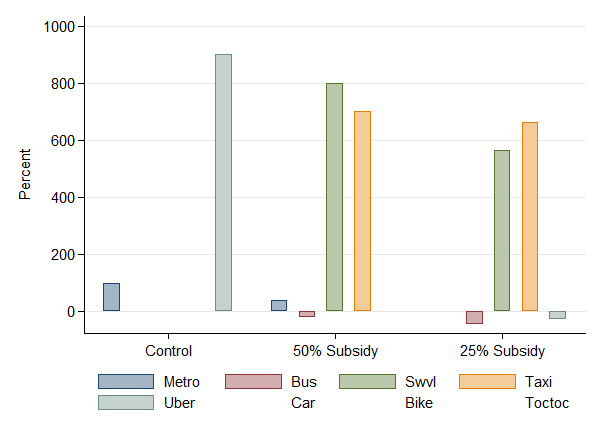 1000
800
600
400
200
0
Percent
Control 50% Subsidy 25% Subsidy
Metro Bus Swvl Taxi
Uber Car Bike Toctoc